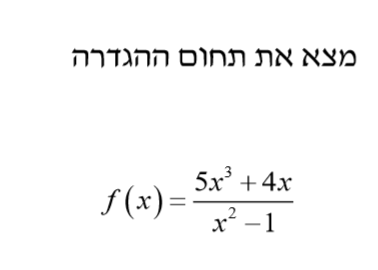 מצא את תחום ההגדרה
f(x) = (5x³ + 4x) / (x² − 1)